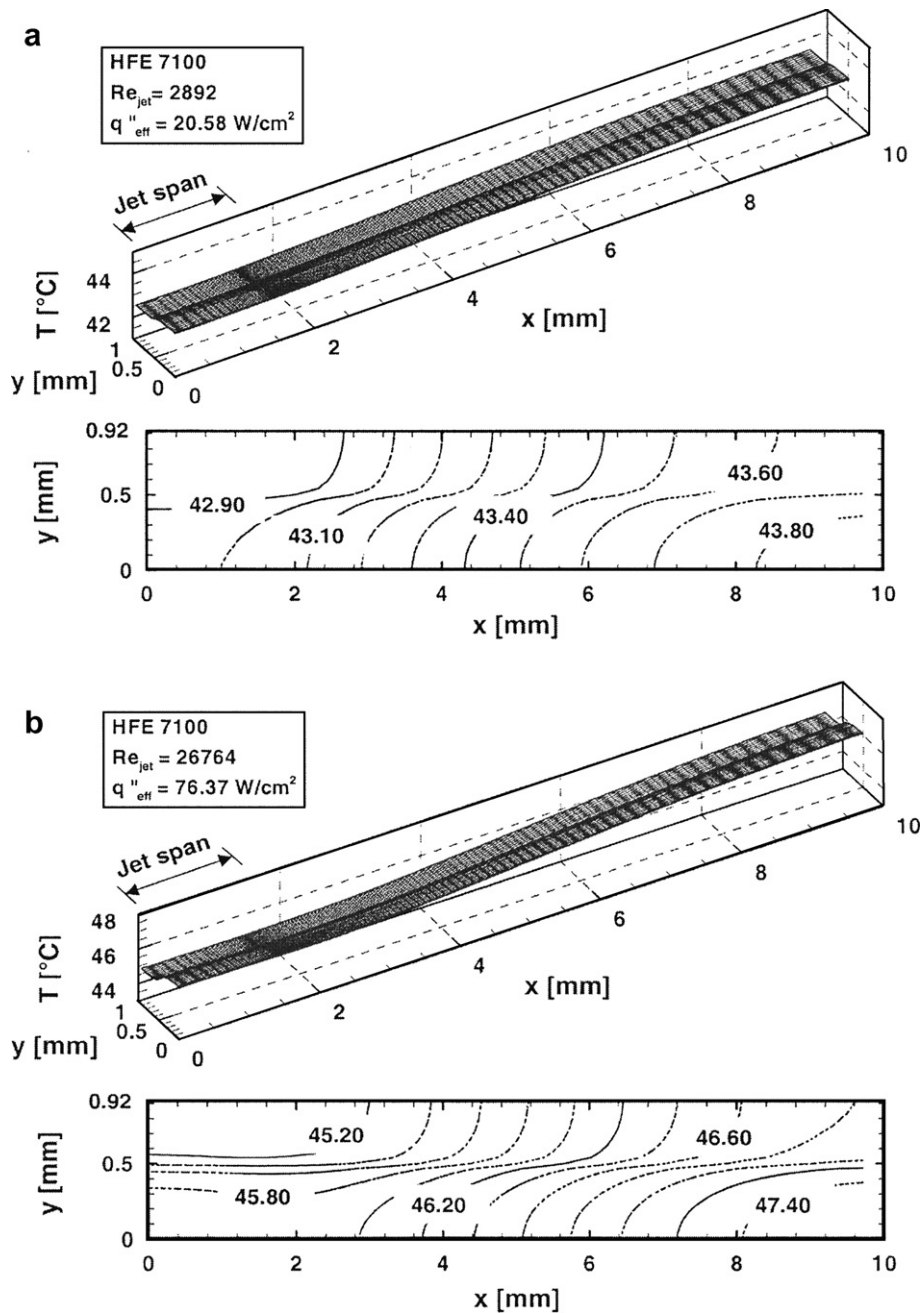 a
HFE 7100
Re_jet = 2892
q "_eff = 20.58 W/cm²
Jet span
T [°C]
44
42
1
0.5
0
y [mm]
0
2
4
6
8
10
x [mm]
0.92
0.5
0
y [mm]
42.90
43.10
43.40
43.60
43.80
0
2
4
6
8
10
x [mm]
b
HFE 7100
Re_jet = 26764
q "_eff = 76.37 W/cm²
Jet span
T [°C]
48
46
44
1
0.5
0
y [mm]
0
2
4
6
8
10
x [mm]
0.92
0.5
0
y [mm]
45.20
45.80
46.20
46.60
47.40
0
2
4
6
8
10
x [mm]